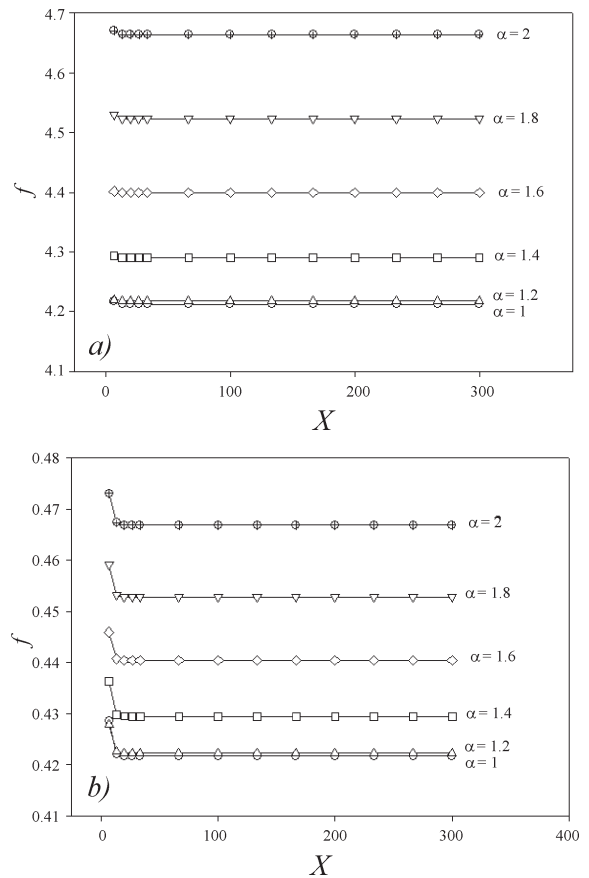 4.7
α = 2
4.6
α = 1.8
4.5
f
4.4
α = 1.6
4.3
α = 1.4
α = 1.2
4.2
α = 1
a)
4.1
0 100 200 300
X
0.48
0.47
α = 2
0.46
α = 1.8
0.45
f
0.44
α = 1.6
0.43
α = 1.4
α = 1.2
0.42
α = 1
b)
0.41
0 100 200 300 400
X